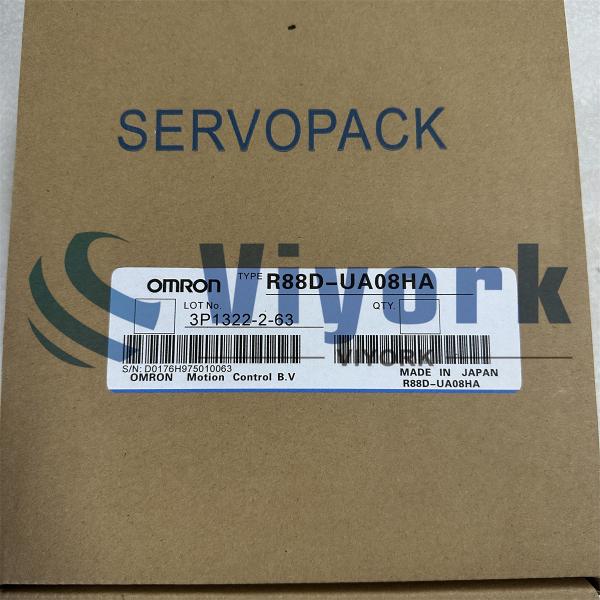 SERVOPACK
Viyork
OMRON TYPE R88D-UA08HA
LOT No. QTY.
3P1322-2-63
VIYORK
S/N: D0176H975010063 MADE IN JAPAN
OMRON Motion Control B.V R88D-UA08HA